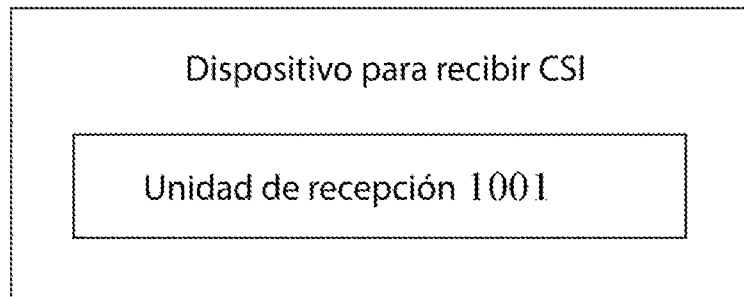 Dispositivo para recibir CSI
Unidad de recepción 1001